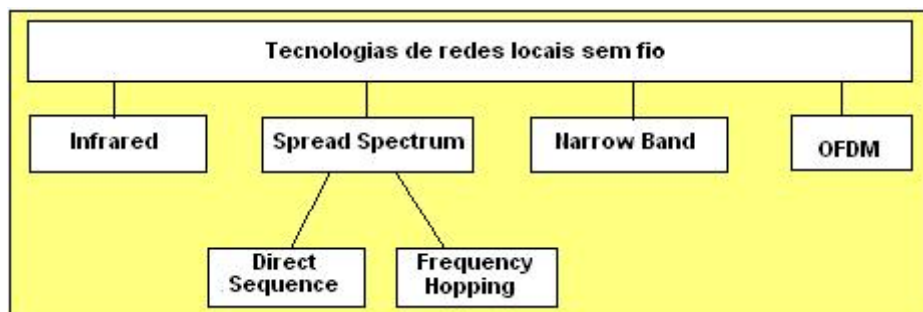 Tecnologias de redes locais sem fio
Infrared
Spread Spectrum
Narrow Band
OFDM
Direct
Sequence
Frequency
Hopping